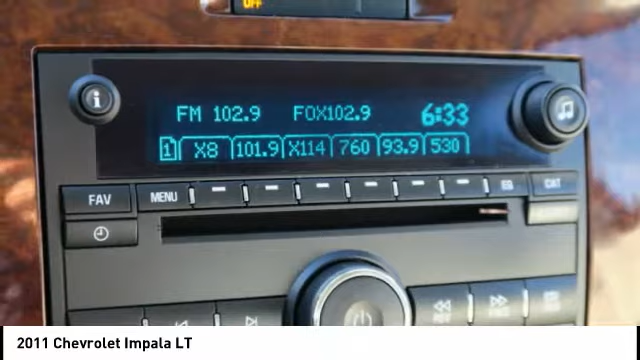 OFF
FM 102.9 FOX102.9 6:33
1 X8 101.9 X114 760 93.9 530
FAV MENU EQ CAT
2011 Chevrolet Impala LT